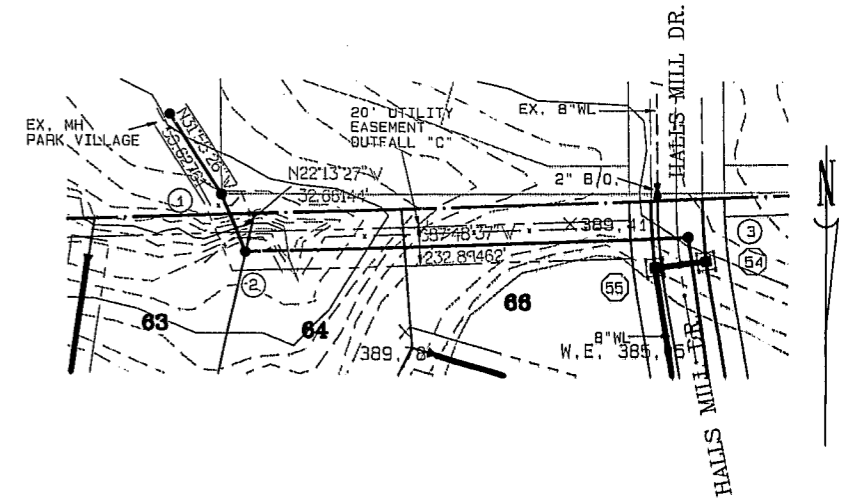 HALLS MILL DR.
EX. MH
PARK VILLAGE
20' UTILITY
EASEMENT
OUTFALL "C"
EX. 8"WL
2" B/O.
N22°13'27"W
32.66144'
1
389.41
232.89462'
3
54
2
55
63
64
66
389.78
8"WL
W.E. 385.
HALLS MILL DR.
N